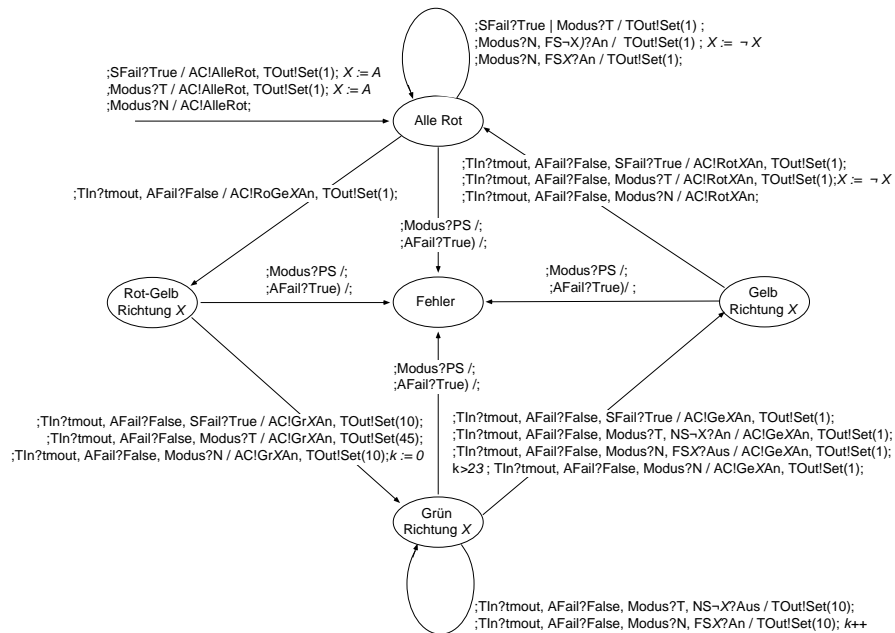 ;SFail?True | Modus?T / TOut!Set(1) ;
;Modus?N, FS¬X)?An / TOut!Set(1) ; X := ¬ X
;Modus?N, FSX?An / TOut!Set(1);
;SFail?True / AC!AlleRot, TOut!Set(1); X := A
;Modus?T / AC!AlleRot, TOut!Set(1); X := A
;Modus?N / AC!AlleRot;
Alle Rot
;TIn?tmout, AFail?False, SFail?True / AC!RotXAn, TOut!Set(1);
;TIn?tmout, AFail?False, Modus?T / AC!RotXAn, TOut!Set(1);X := ¬ X
;TIn?tmout, AFail?False, Modus?N / AC!RotXAn;
;TIn?tmout, AFail?False / AC!RoGeXAn, TOut!Set(1);
;Modus?PS /;
;AFail?True) /;
;Modus?PS /;
;AFail?True) /;
;Modus?PS /;
;AFail?True)/ ;
Rot-Gelb
Richtung X
Fehler
Gelb
Richtung X
;Modus?PS /;
;AFail?True) /;
;TIn?tmout, AFail?False, SFail?True / AC!GrXAn, TOut!Set(10);
;TIn?tmout, AFail?False, Modus?T / AC!GrXAn, TOut!Set(45);
;TIn?tmout, AFail?False, Modus?N / AC!GrXAn, TOut!Set(10);k := 0
;TIn?tmout, AFail?False, SFail?True / AC!GeXAn, TOut!Set(1);
;TIn?tmout, AFail?False, Modus?T, NS¬X?An / AC!GeXAn, TOut!Set(1);
;TIn?tmout, AFail?False, Modus?N, FSX?Aus / AC!GeXAn, TOut!Set(1);
k>23 ; TIn?tmout, AFail?False, Modus?N / AC!GeXAn, TOut!Set(1);
Grün
Richtung X
;TIn?tmout, AFail?False, Modus?T, NS¬X?Aus / TOut!Set(10);
;TIn?tmout, AFail?False, Modus?N, FSX?An / TOut!Set(10); k++